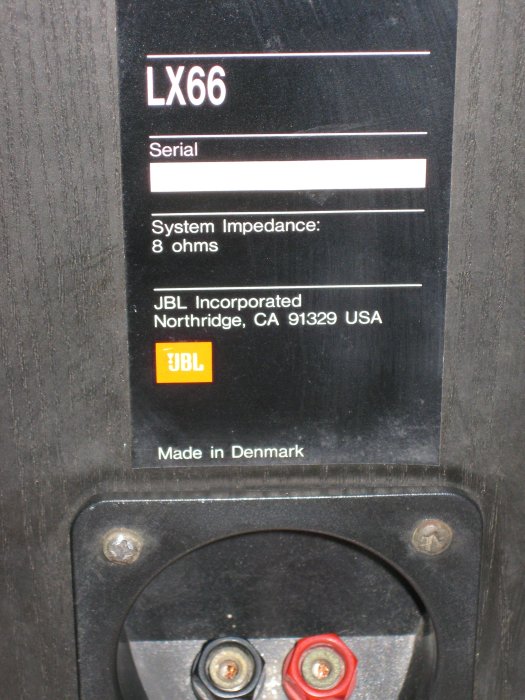 LX66
Serial
System Impedance:
8 ohms
JBL Incorporated
Northridge, CA 91329 USA
JBL
Made in Denmark